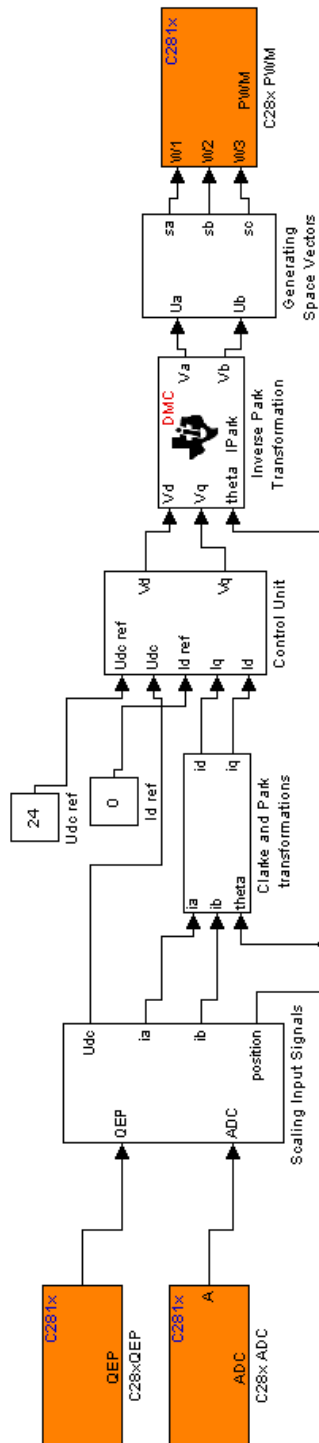 C281x
QEP
C28xQEP
C281x
A
ADC
C28x ADC
QEP
ADC
Udc
ia
ib
position
Scaling Input Signals
24
Udc ref
0
Id ref
ia
ib
theta
id
iq
Clarke and Park
transformations
Udc ref
Udc
Id ref
Iq
Id
Vd
Vq
Control Unit
DMC
Vd
Vq
theta IPark
Va
Vb
Inverse Park
Transformation
Ua
Ub
sa
sb
sc
Generating
Space Vectors
C281x
W1
W2
W3
PWM
C28x PWM